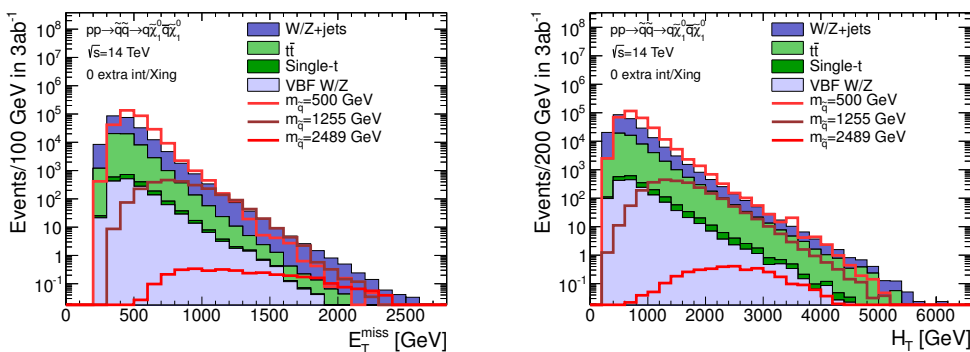 pp→q̃q̃→qχ̃₁⁰q̄χ̃₁⁰
√s=14 TeV
0 extra int/Xing
W/Z+jets
tt̄
Single-t
VBF W/Z
m_q̃=500 GeV
m_q̃=1255 GeV
m_q̃=2489 GeV
Events/100 GeV in 3ab⁻¹
10⁸
10⁷
10⁶
10⁵
10⁴
10³
10²
10
1
10⁻¹
0 500 1000 1500 2000 2500
E_T^miss [GeV]
pp→q̃q̃→qχ̃₁⁰q̄χ̃₁⁰
√s=14 TeV
0 extra int/Xing
W/Z+jets
tt̄
Single-t
VBF W/Z
m_q̃=500 GeV
m_q̃=1255 GeV
m_q̃=2489 GeV
Events/200 GeV in 3ab⁻¹
10⁸
10⁷
10⁶
10⁵
10⁴
10³
10²
10
1
10⁻¹
0 1000 2000 3000 4000 5000 6000
H_T [GeV]